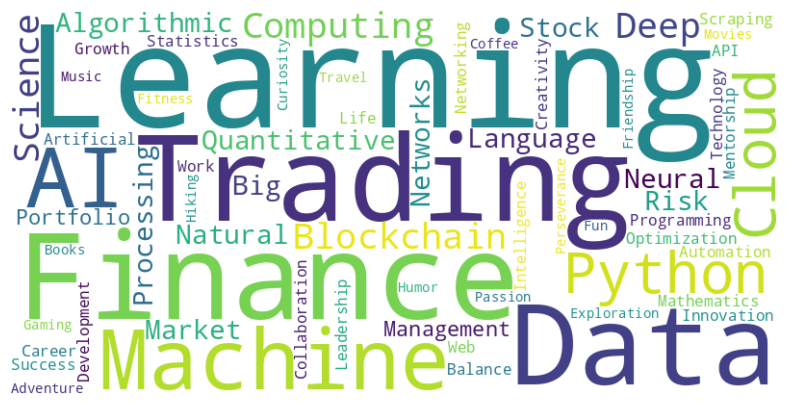 Algorithmic
Computing
Stock
Deep
Scraping
Movies
Growth
Statistics
Coffee
API
Science
Learning
Music
Fitness
Curiosity
Travel
Life
Networks
Networking
Creativity
Friendship
Technology
Mentorship
Cloud
Artificial
AI
Trading
Quantitative
Language
Work
Big
Hiking
Processing
Neural
Risk
Portfolio
Natural
Blockchain
Intelligence
Perseverance
Fun
Programming
Optimization
Automation
Books
Finance
Humor
Passion
Python
Mathematics
Exploration
Innovation
Gaming
Development
Market
Collaboration
Leadership
Management
Career
Success
Machine
Web
Balance
Data
Adventure